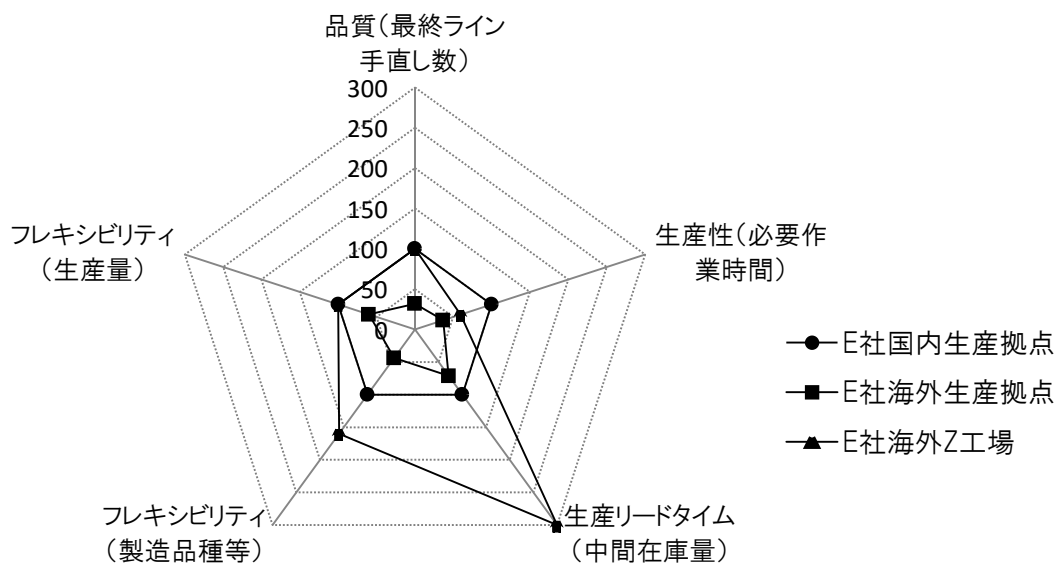 品質(最終ライン
手直し数)
300
250
200
150
100
50
0
フレキシビリティ
(生産量)
生産性(必要作
業時間)
フレキシビリティ
(製造品種等)
生産リードタイム
(中間在庫量)
E社国内生産拠点
E社海外生産拠点
E社海外Z工場